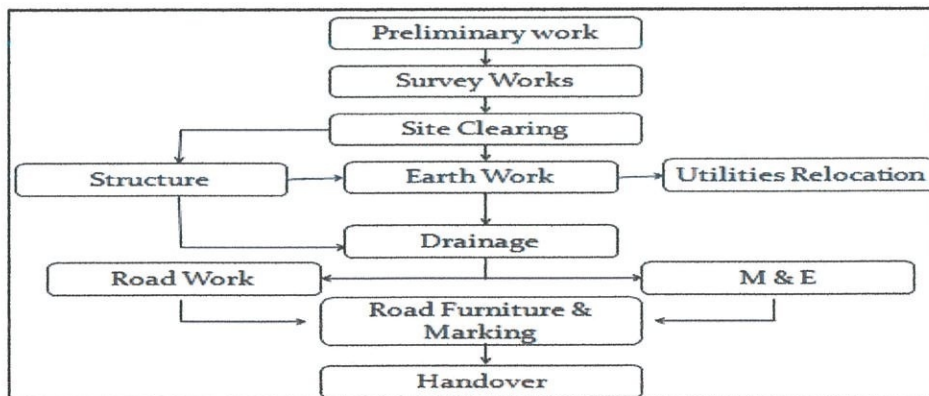 Preliminary work
Survey Works
Site Clearing
Structure
Earth Work
Utilities Relocation
Drainage
Road Work
M & E
Road Furniture &
Marking
Handover